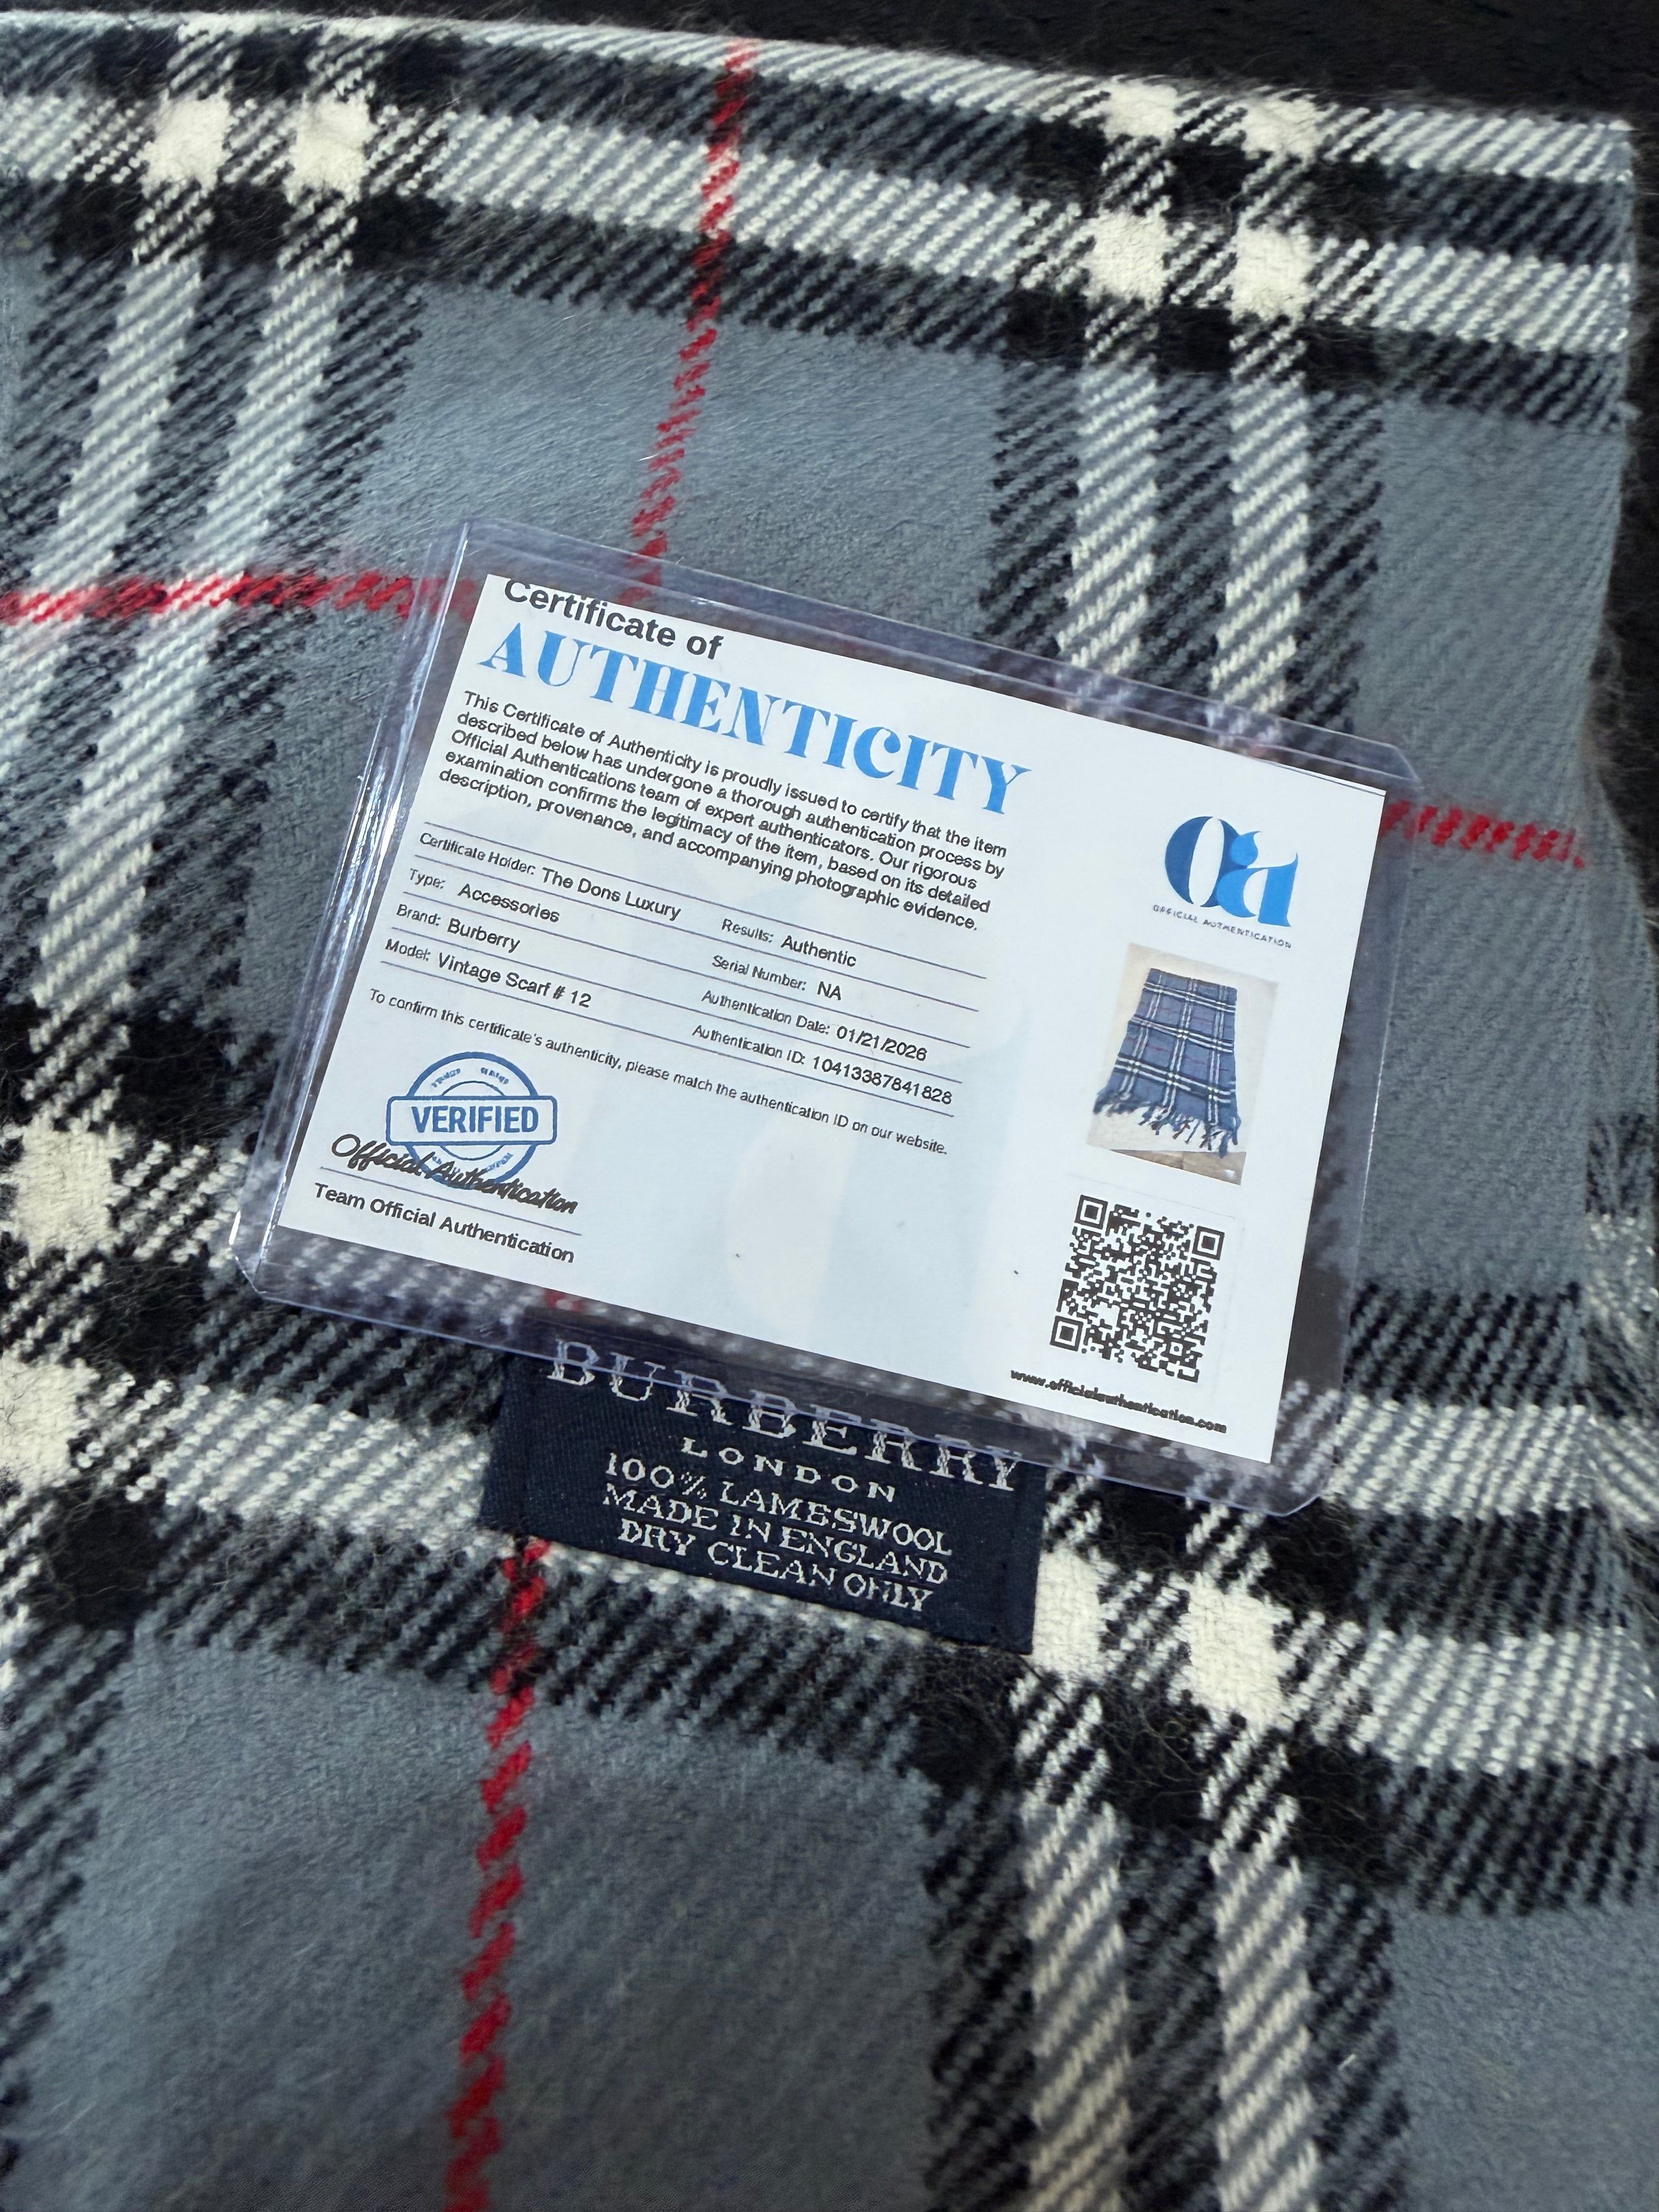 Certificate of
AUTHENTICITY
This Certificate of Authenticity is proudly issued to certify that the item
described below has undergone a thorough authentication process by
Official Authentications team of expert authenticators. Our rigorous
examination confirms the legitimacy of the item, based on its detailed
description, provenance, and accompanying photographic evidence.
Certificate Holder: The Dons Luxury
Results: Authentic
Type: Accessories
Serial Number: NA
Brand: Burberry
Authentication Date: 01/21/2026
Model: Vintage Scarf # 12
Authentication ID: 10413387841828
To confirm this certificate's authenticity, please match the authentication ID on our website.
VERIFIED
Official Authentication
Team Official Authentication
oa
OFFICIAL AUTHENTICATION
www.officialauthentication.com
BURBERRY
LONDON
100% LAMBSWOOL
MADE IN ENGLAND
DRY CLEAN ONLY